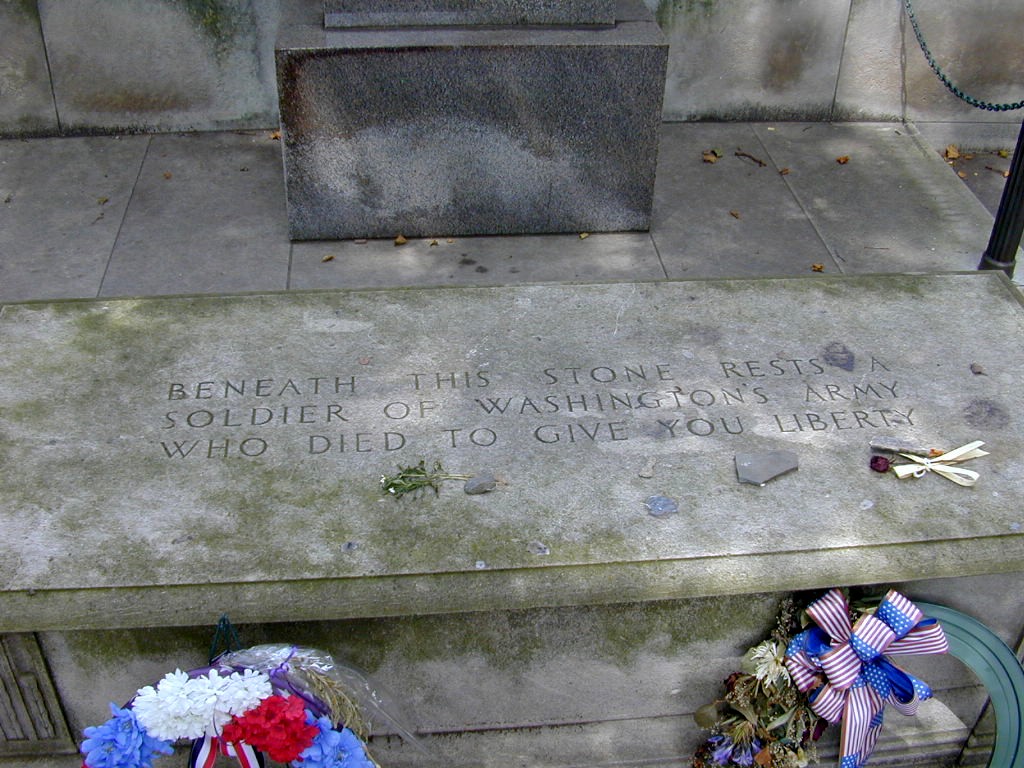 BENEATH THIS STONE RESTS A
SOLDIER OF WASHINGTON'S ARMY
WHO DIED TO GIVE YOU LIBERTY